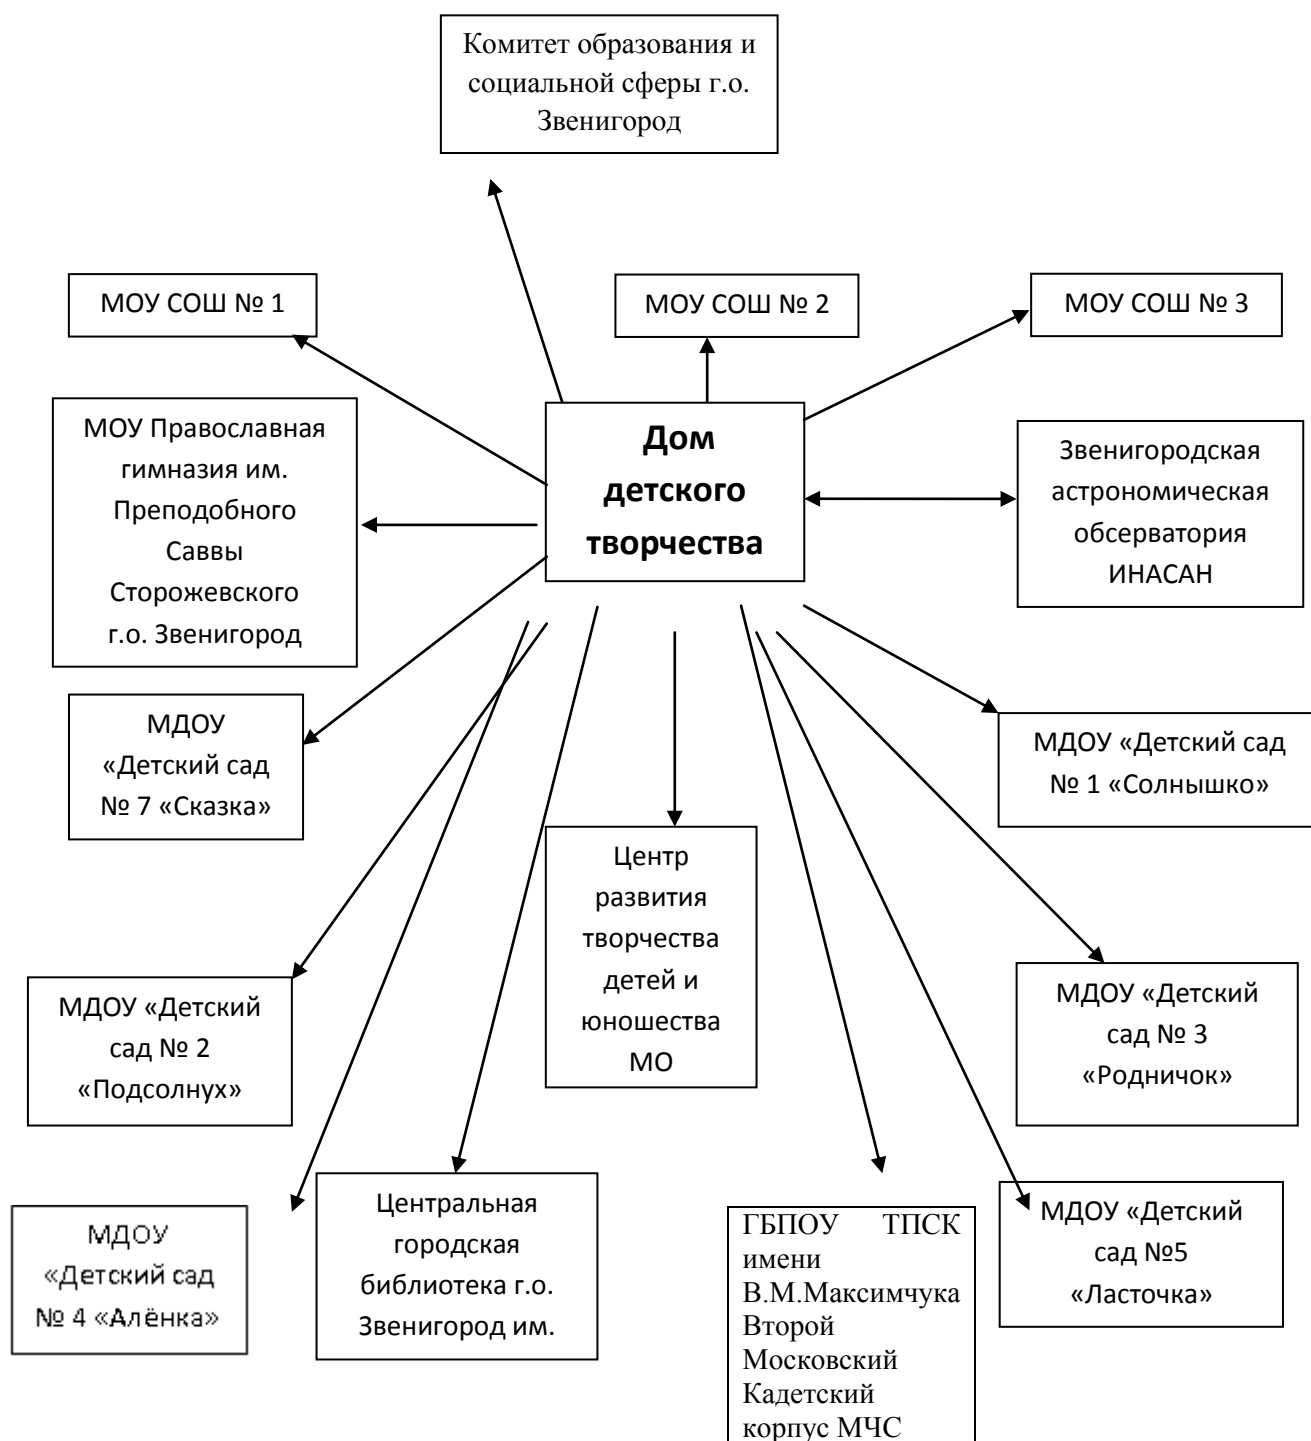 Комитет образования и
социальной сферы г.о.
Звенигород
МОУ СОШ № 1
МОУ СОШ № 2
МОУ СОШ № 3
МОУ Православная
гимназия им.
Преподобного
Саввы
Сторожевского
г.о. Звенигород
Дом
детского
творчества
Звенигородская
астрономическая
обсерватория
ИНАСАН
МДОУ
«Детский сад
№ 7 «Сказка»
МДОУ «Детский сад
№ 1 «Солнышко»
Центр
развития
творчества
детей и
юношества
МО
МДОУ «Детский
сад № 2
«Подсолнух»
МДОУ «Детский
сад № 3
«Родничок»
МДОУ
«Детский сад
№ 4 «Алёнка»
Центральная
городская
библиотека г.о.
Звенигород им.
ГБПОУ ТПСК
имени
В.М.Максимчука
Второй
Московский
Кадетский
корпус МЧС
МДОУ «Детский
сад №5
«Ласточка»